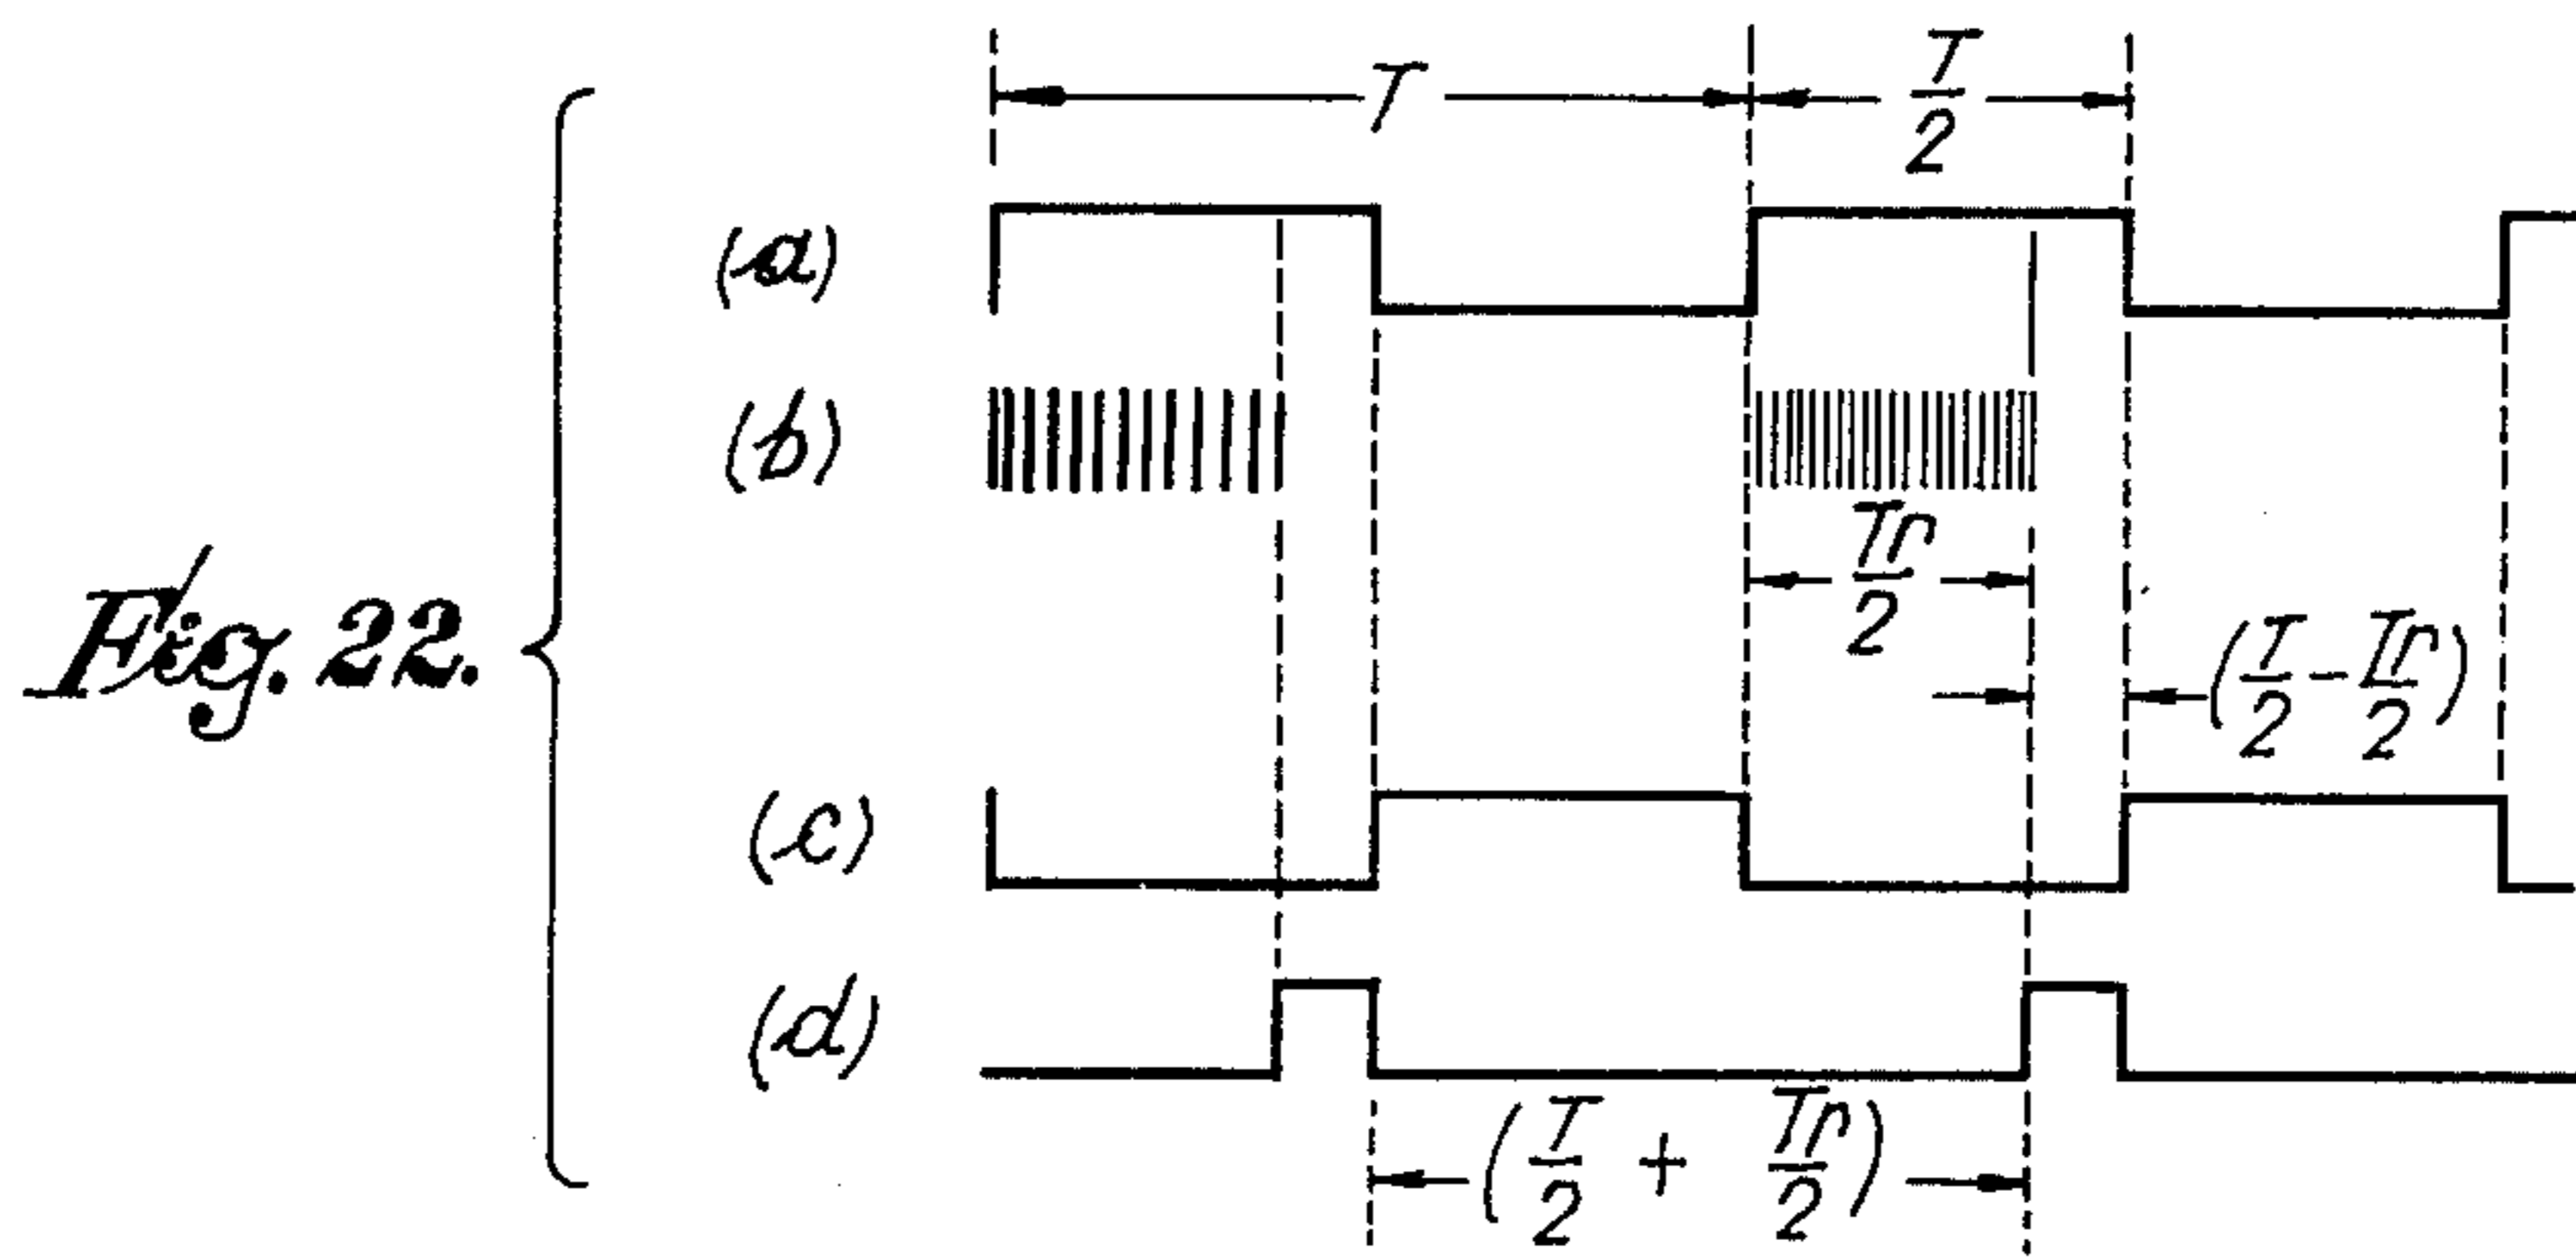 T
T/2
(a)
(b)
Tr/2
Fig. 22.
(T/2 - Tr/2)
(c)
(d)
(T/2 + Tr/2)